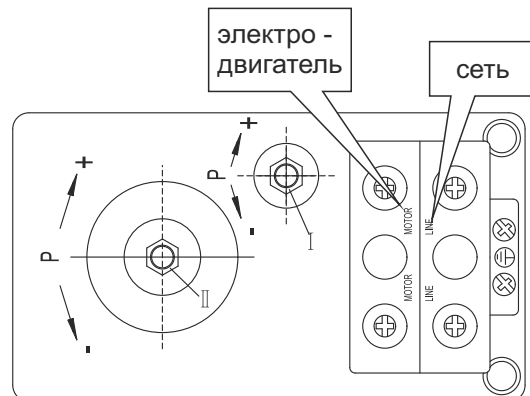 электро -
двигатель
сеть
+
P
-
I
+
P
-
II
MOTOR
LINE
MOTOR
LINE